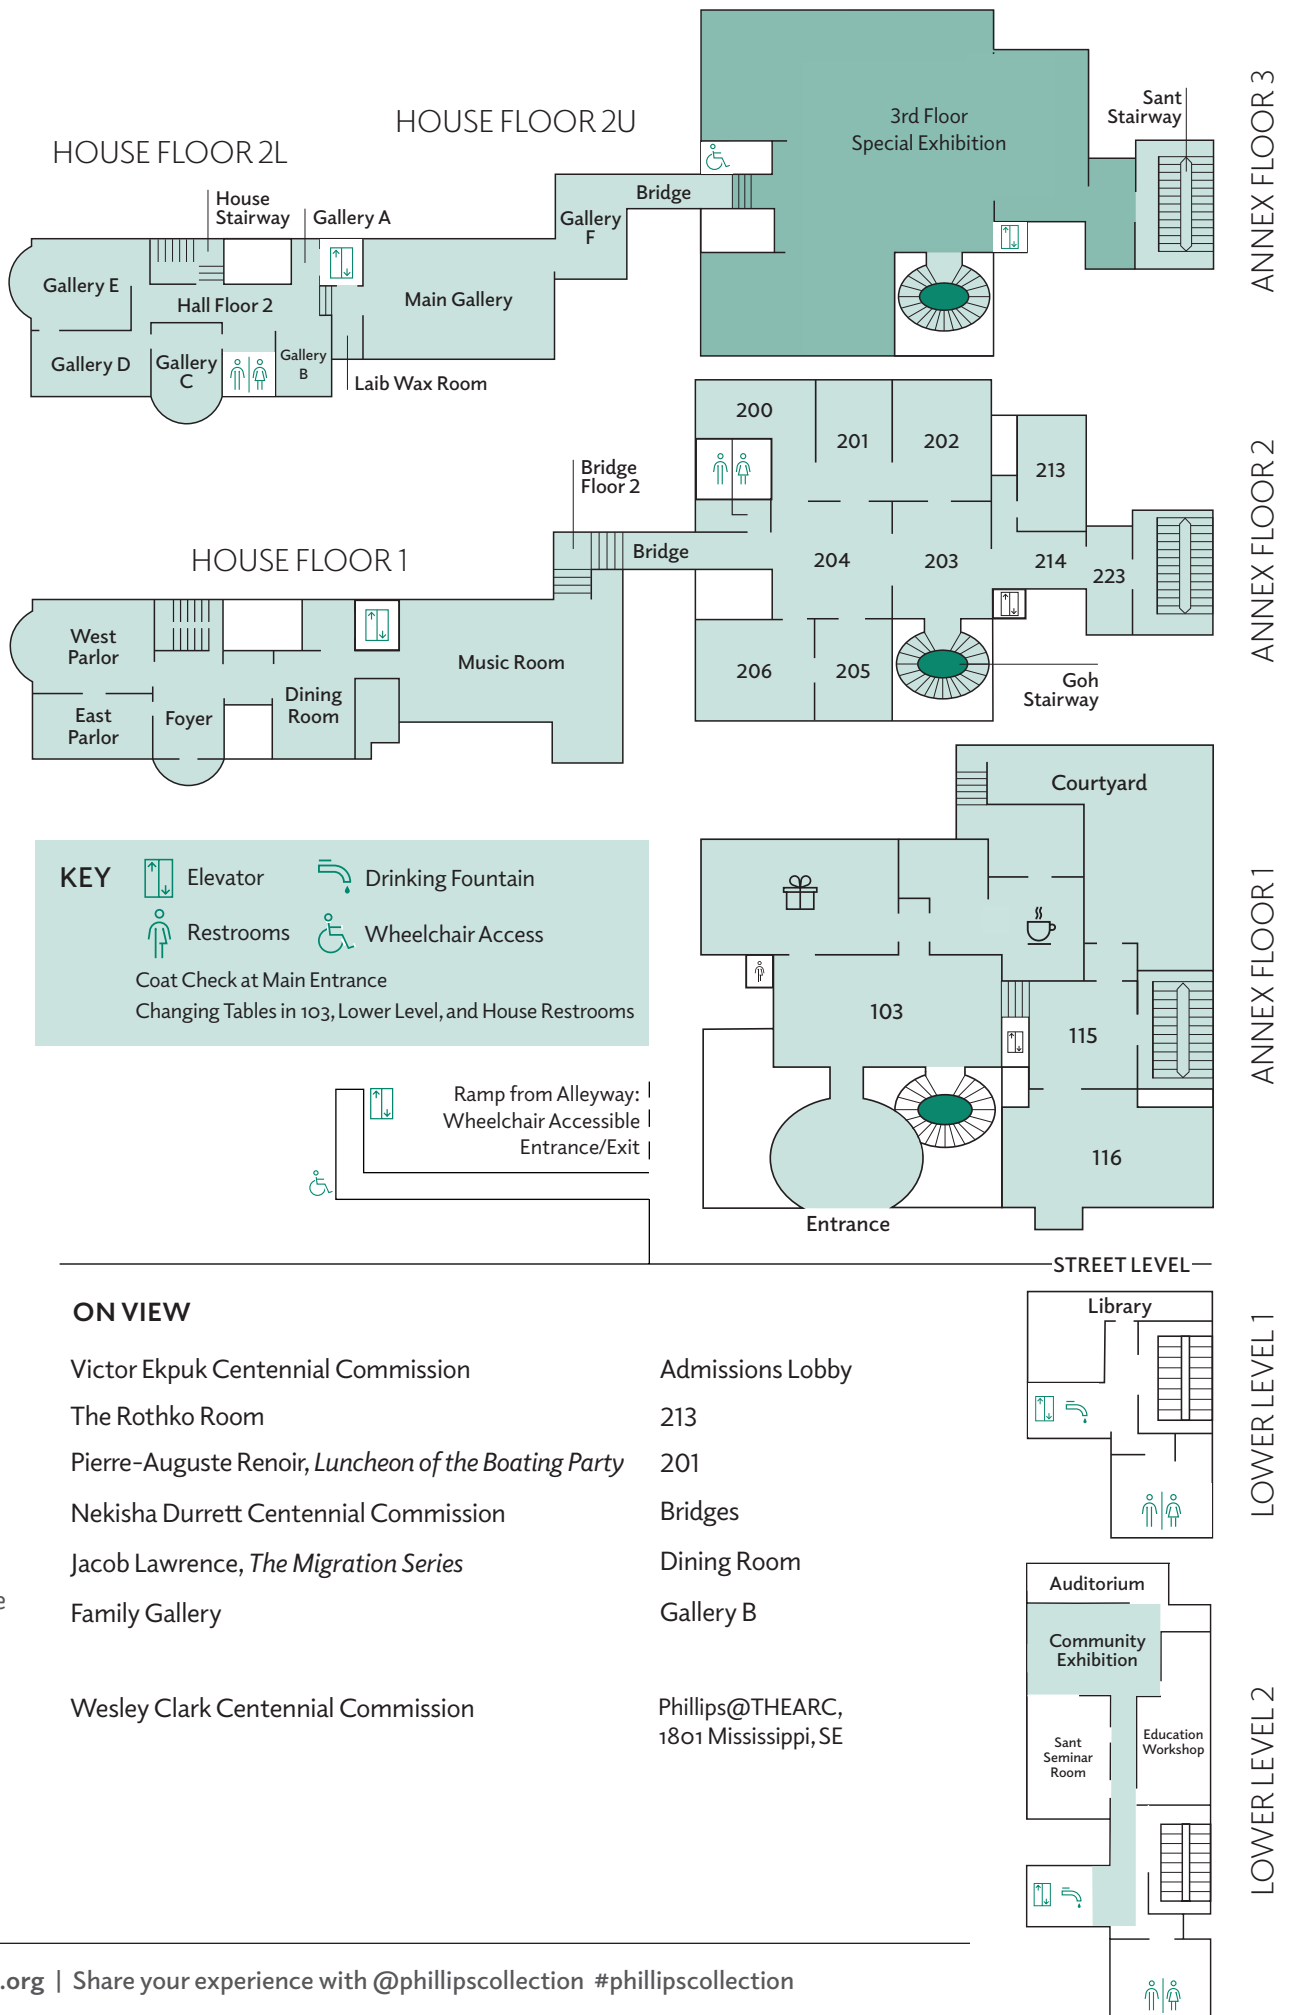 HOUSE FLOOR 2L
HOUSE FLOOR 2U
ANNEX FLOOR 3
3rd Floor
Special Exhibition
Sant
Stairway
Bridge
Gallery
F
House
Stairway
Gallery A
Gallery E
Hall Floor 2
Main Gallery
Gallery D
Gallery
C
Gallery
B
Laib Wax Room
HOUSE FLOOR 1
ANNEX FLOOR 2
Bridge
Floor 2
Bridge
200
201
202
213
204
203
214
223
206
205
Goh
Stairway
West
Parlor
East
Parlor
Foyer
Dining
Room
Music Room
ANNEX FLOOR 1
Courtyard
103
115
116
Entrance
KEY
Elevator
Drinking Fountain
Restrooms
Wheelchair Access
Coat Check at Main Entrance
Changing Tables in 103, Lower Level, and House Restrooms
Ramp from Alleyway:
Wheelchair Accessible
Entrance/Exit
STREET LEVEL
ON VIEW
Victor Ekpuk Centennial Commission Admissions Lobby
The Rothko Room 213
Pierre-Auguste Renoir, Luncheon of the Boating Party 201
Nekisha Durrett Centennial Commission Bridges
Jacob Lawrence, The Migration Series Dining Room
e
Family Gallery Gallery B
Wesley Clark Centennial Commission Phillips@THEARC,
1801 Mississippi, SE
LOWER LEVEL 1
Library
LOWER LEVEL 2
Auditorium
Community
Exhibition
Sant
Seminar
Room
Education
Workshop
.org | Share your experience with @phillipscollection #phillipscollection